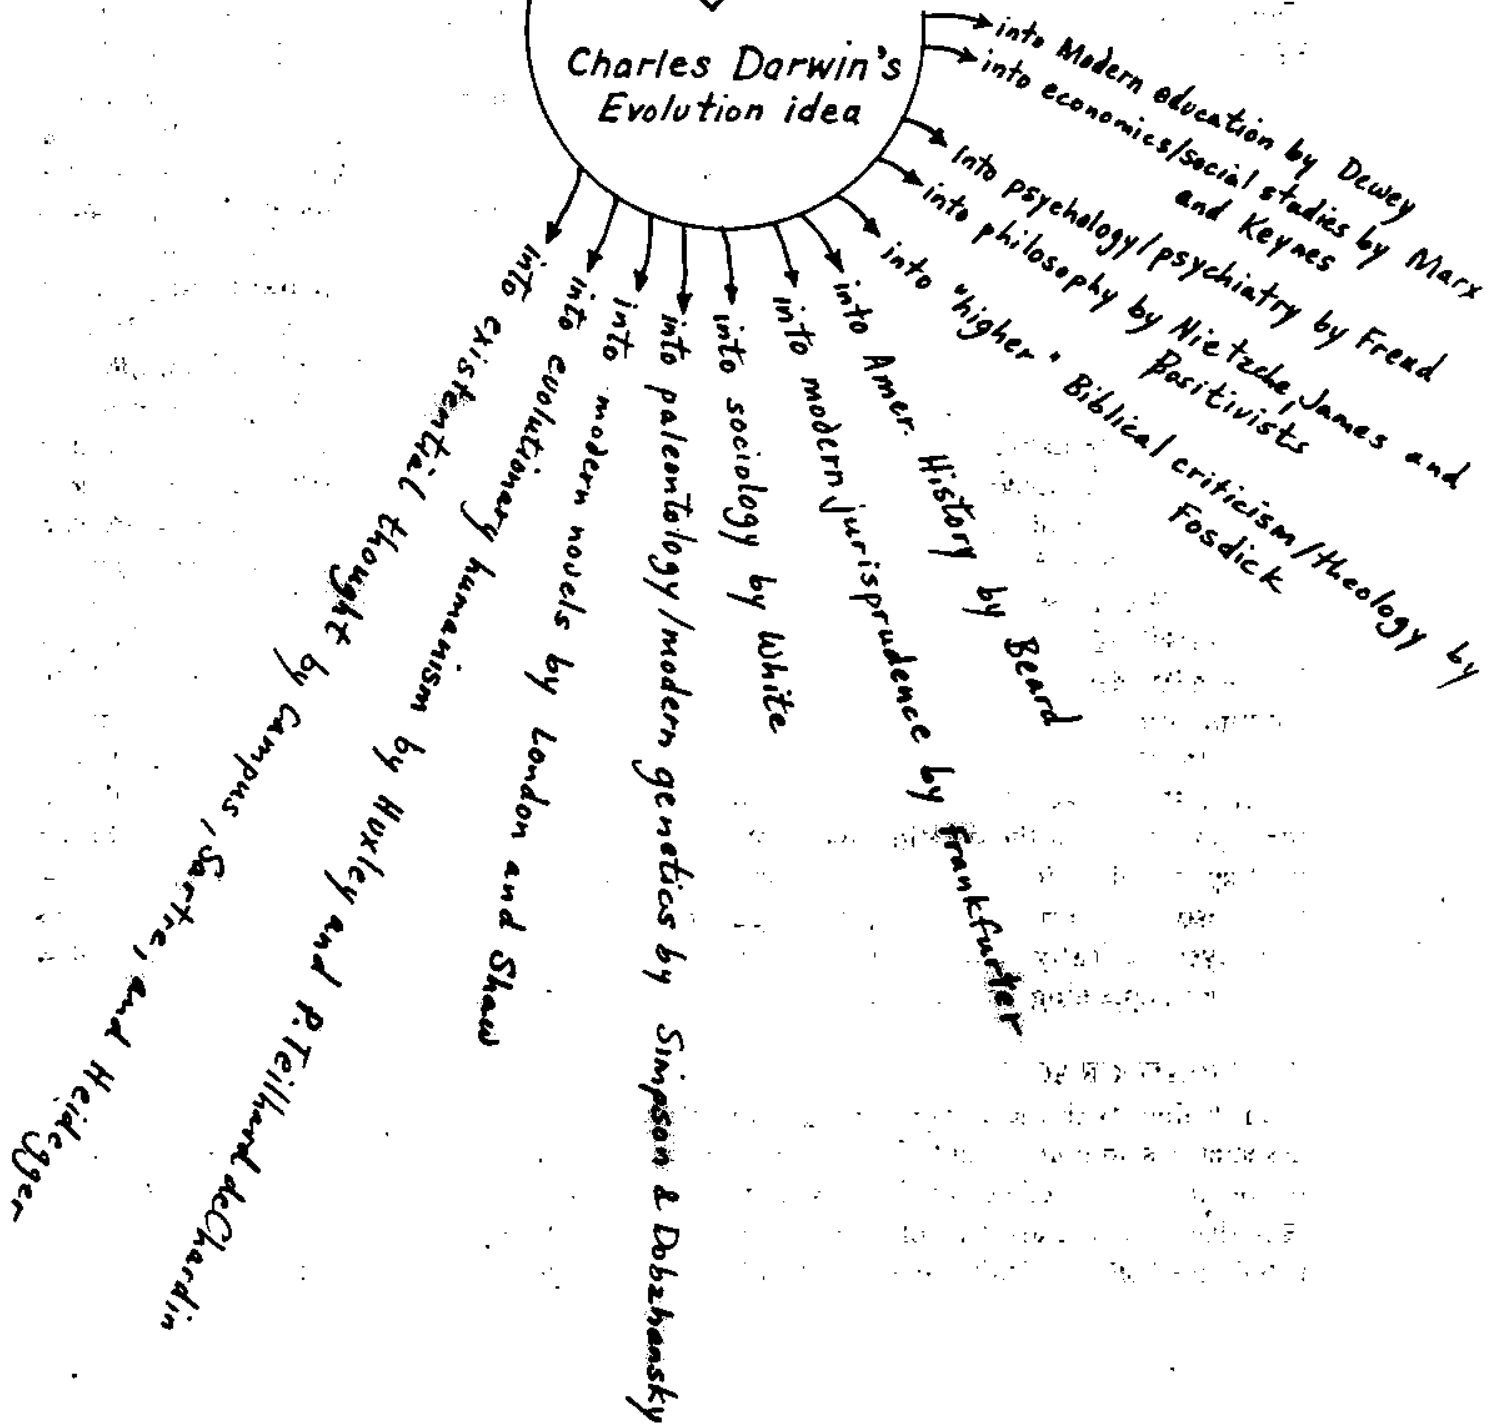 Charles Darwin's
Evolution idea
into Modern education by Dewey
into economics/social studies by Marx
and Keynes
Into psychology/psychiatry by Freud
into philosophy by Nietzche, James and
Positivists
into "higher" Biblical criticism/theology by
Fosdick
into Amer. History by Beard
into modern jurisprudence by Frankfurter
into sociology by White
into paleontology/modern genetics by Simpson & Dobzhansky
into modern novels by London and Shaw
into evolutionary humanism by Huxley and P. Teilhard deChardin
into existential thought by Campus, Sartre, and Heidegger